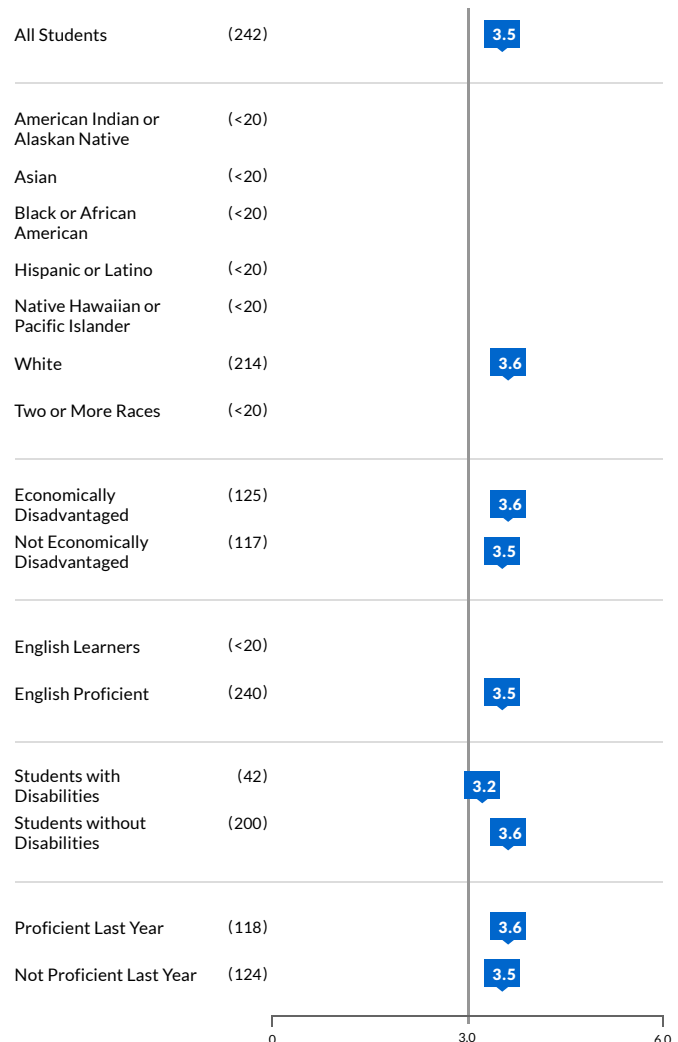 All Students (242) 3.5
American Indian or (<20)
Alaskan Native
Asian (<20)
Black or African (<20)
American
Hispanic or Latino (<20)
Native Hawaiian or (<20)
Pacific Islander
White (214) 3.6
Two or More Races (<20)
Economically (125) 3.6
Disadvantaged
Not Economically (117) 3.5
Disadvantaged
English Learners (<20)
English Proficient (240) 3.5
Students with (42) 3.2
Disabilities
Students without (200) 3.6
Disabilities
Proficient Last Year (118) 3.6
Not Proficient Last Year (124) 3.5
0 3.0 6.0